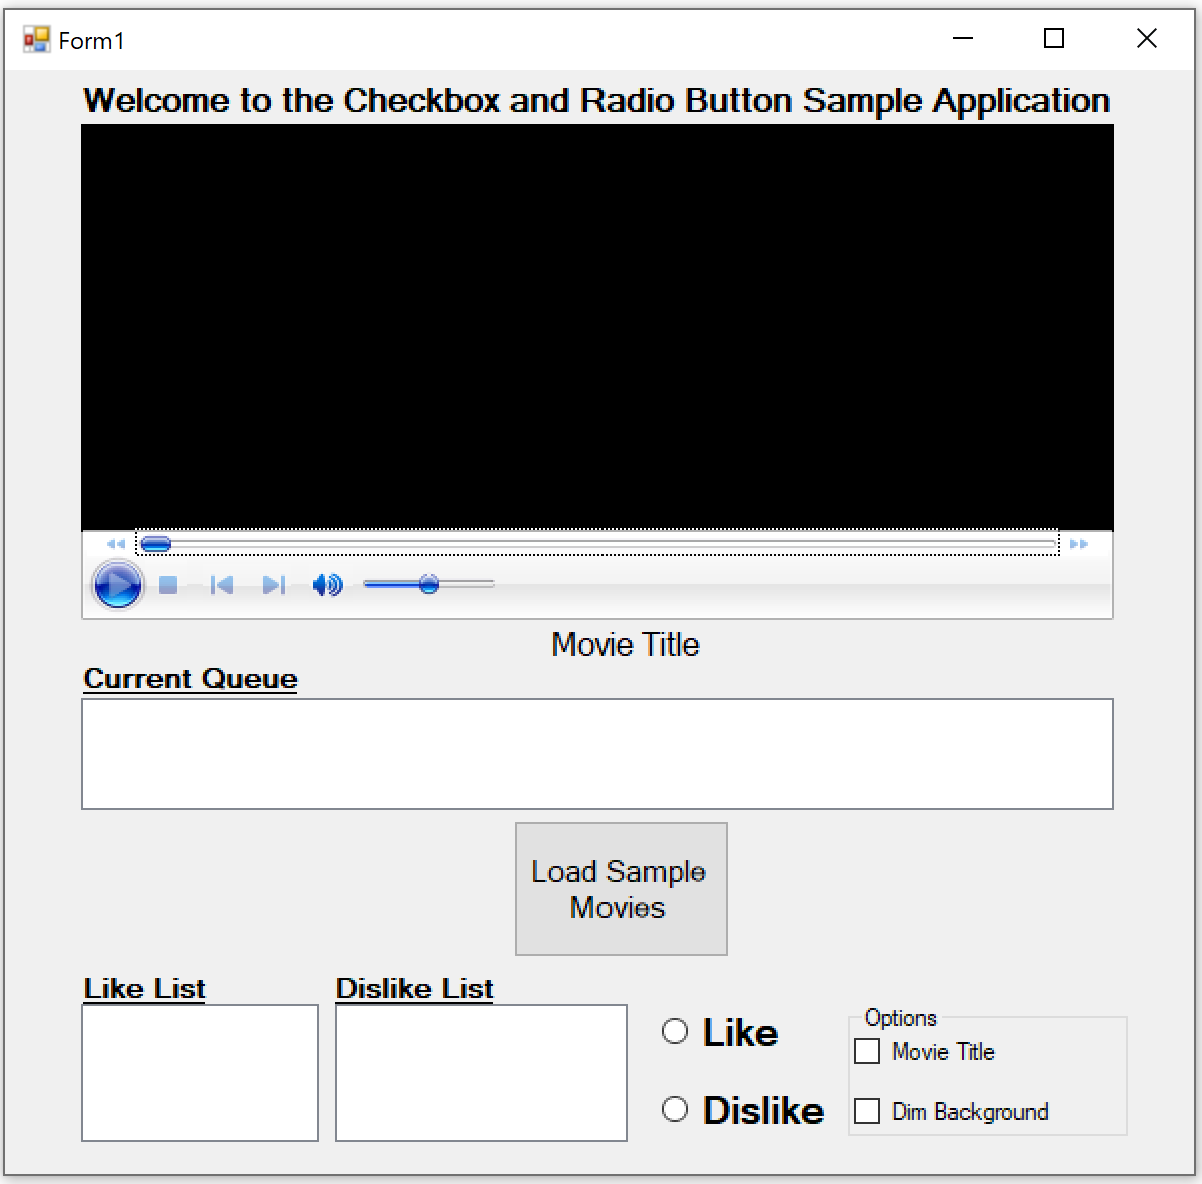 Form1
Welcome to the Checkbox and Radio Button Sample Application
Movie Title
Current Queue
Load Sample
Movies
Like List
Dislike List
Like
Dislike
Options
Movie Title
Dim Background